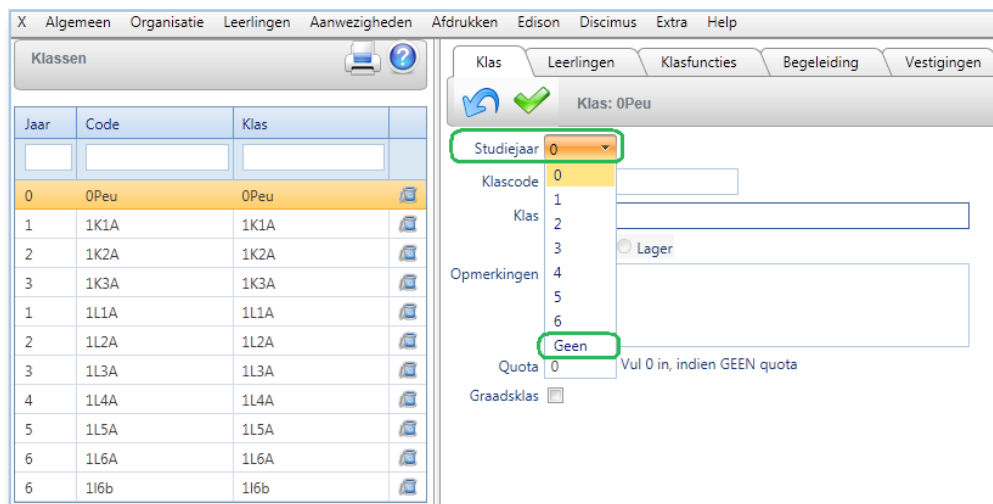 X Algemeen Organisatie Leerlingen Aanwezigheden Afdrukken Edison Discimus Extra Help
Klassen
Jaar Code Klas
0 0Peu 0Peu
1 1K1A 1K1A
2 1K2A 1K2A
3 1K3A 1K3A
1 1L1A 1L1A
2 1L2A 1L2A
3 1L3A 1L3A
4 1L4A 1L4A
5 1L5A 1L5A
6 1L6A 1L6A
6 1l6b 1l6b
Klas Leerlingen Klasfuncties Begeleiding Vestigingen
Klas: 0Peu
Studiejaar 0
Klascode
Klas
Lager
Opmerkingen
0
1
2
3
4
5
6
Geen
Quota 0 Vul 0 in, indien GEEN quota
Graadsklas